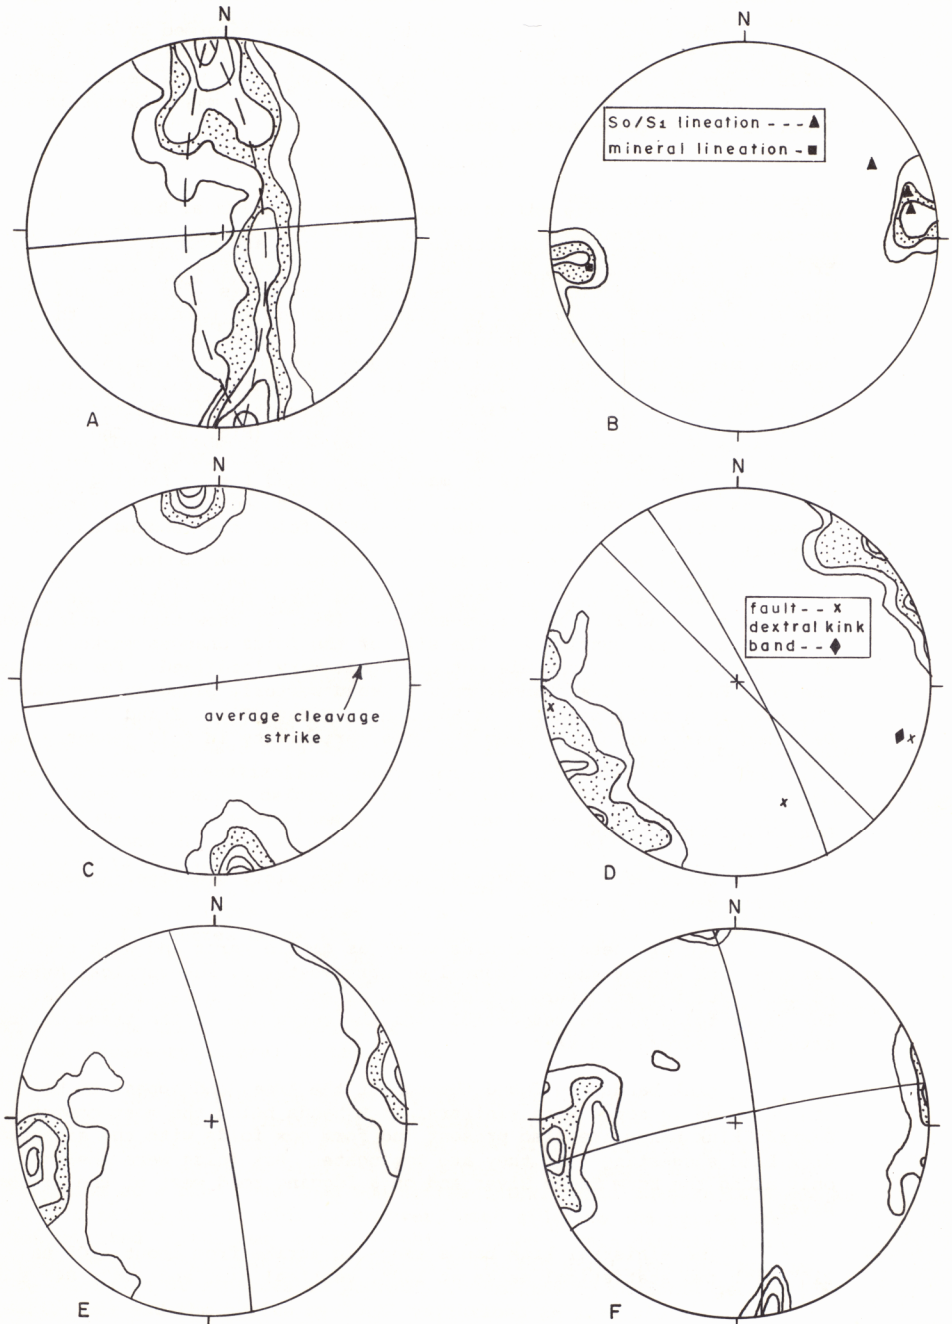 N
N
So/S1 lineation --- ▲
mineral lineation - ■
A
B
N
N
average cleavage
strike
fault -- x
dextral kink
band -- ◆
x
x
x
C
D
N
N
E
F